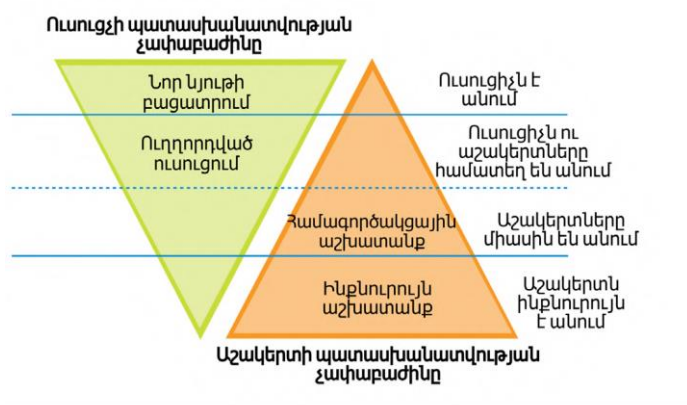 Ուսուցչի պատասխանատվության
չափաբաժինը
Նոր նյութի
բացատրում
Ուսուցիչն է
անում
Ուղղորդված
ուսուցում
Ուսուցիչն ու
աշակերտները
համատեղ են անում
Համագործակցային
աշխատանք
Աշակերտները
միասին են անում
Ինքնուրույն
աշխատանք
Աշակերտն
ինքնուրույն
է անում
Աշակերտի պատասխանատվության
չափաբաժինը